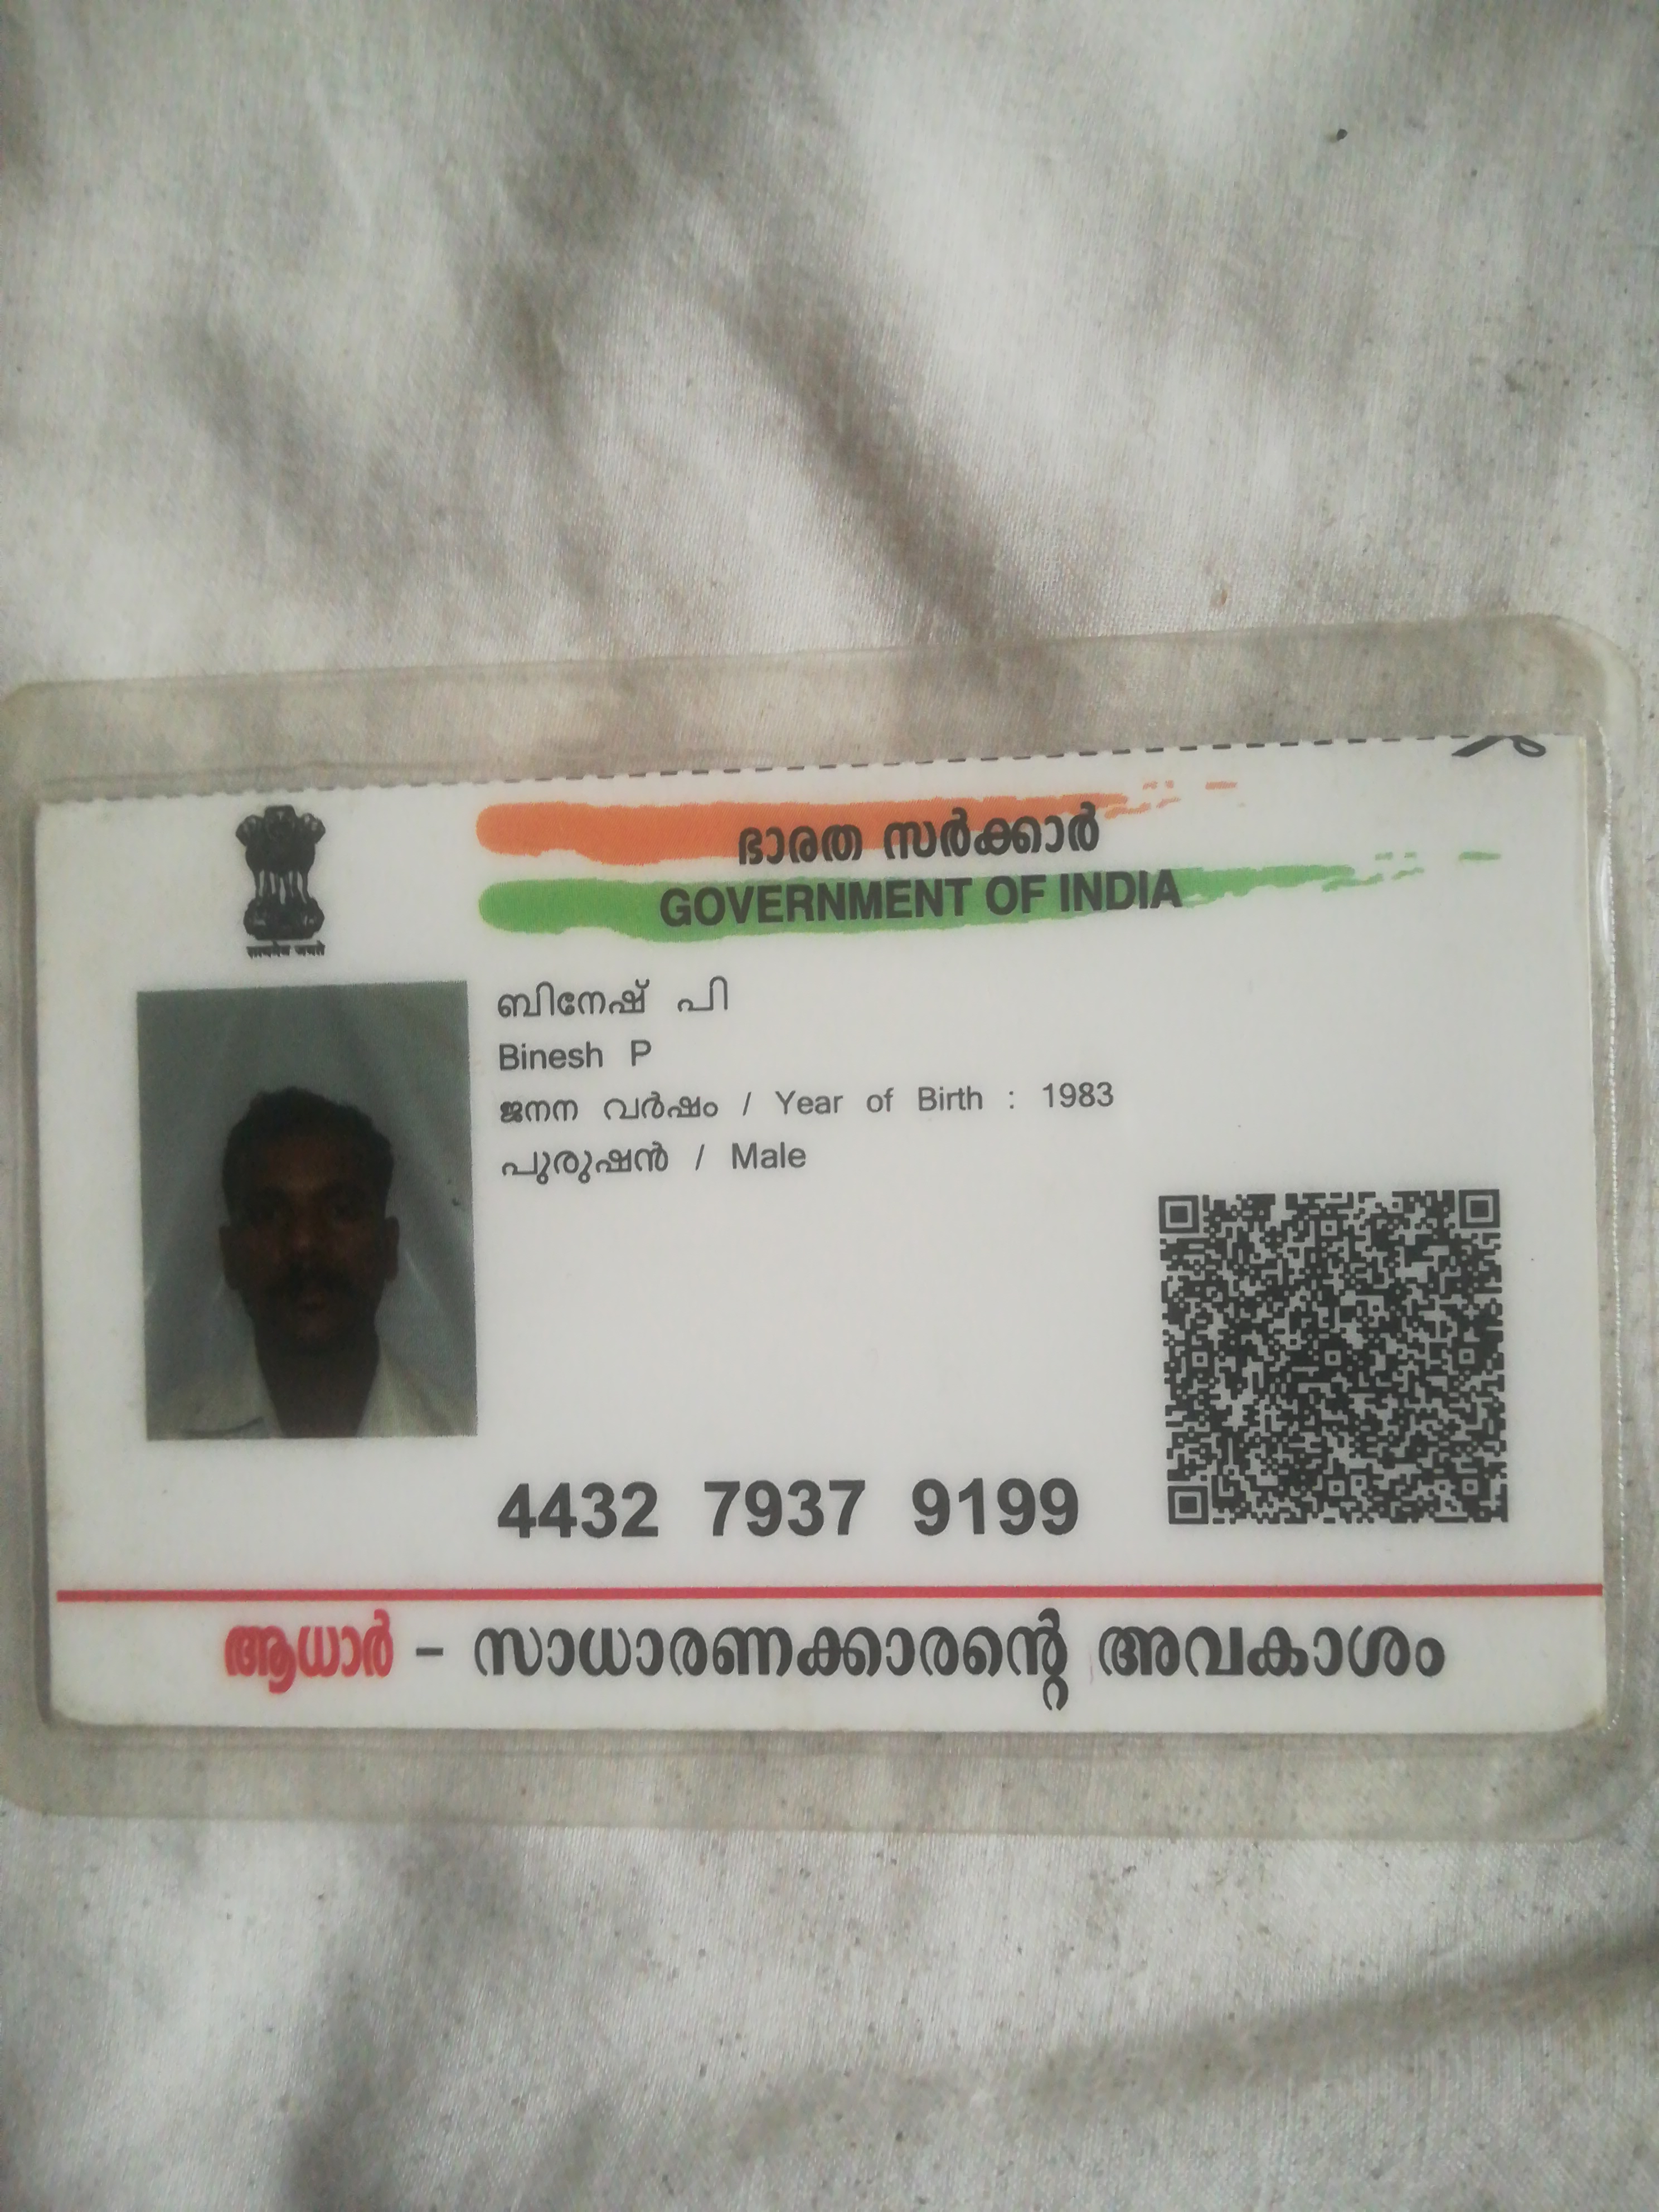 ഭാരത സർക്കാർ
GOVERNMENT OF INDIA
सत्यमेव जयते
ബിനേഷ് പി
Binesh P
ജനന വർഷം / Year of Birth : 1983
പുരുഷൻ / Male
4432 7937 9199
ആധാർ - സാധാരണക്കാരന്റെ അവകാശം